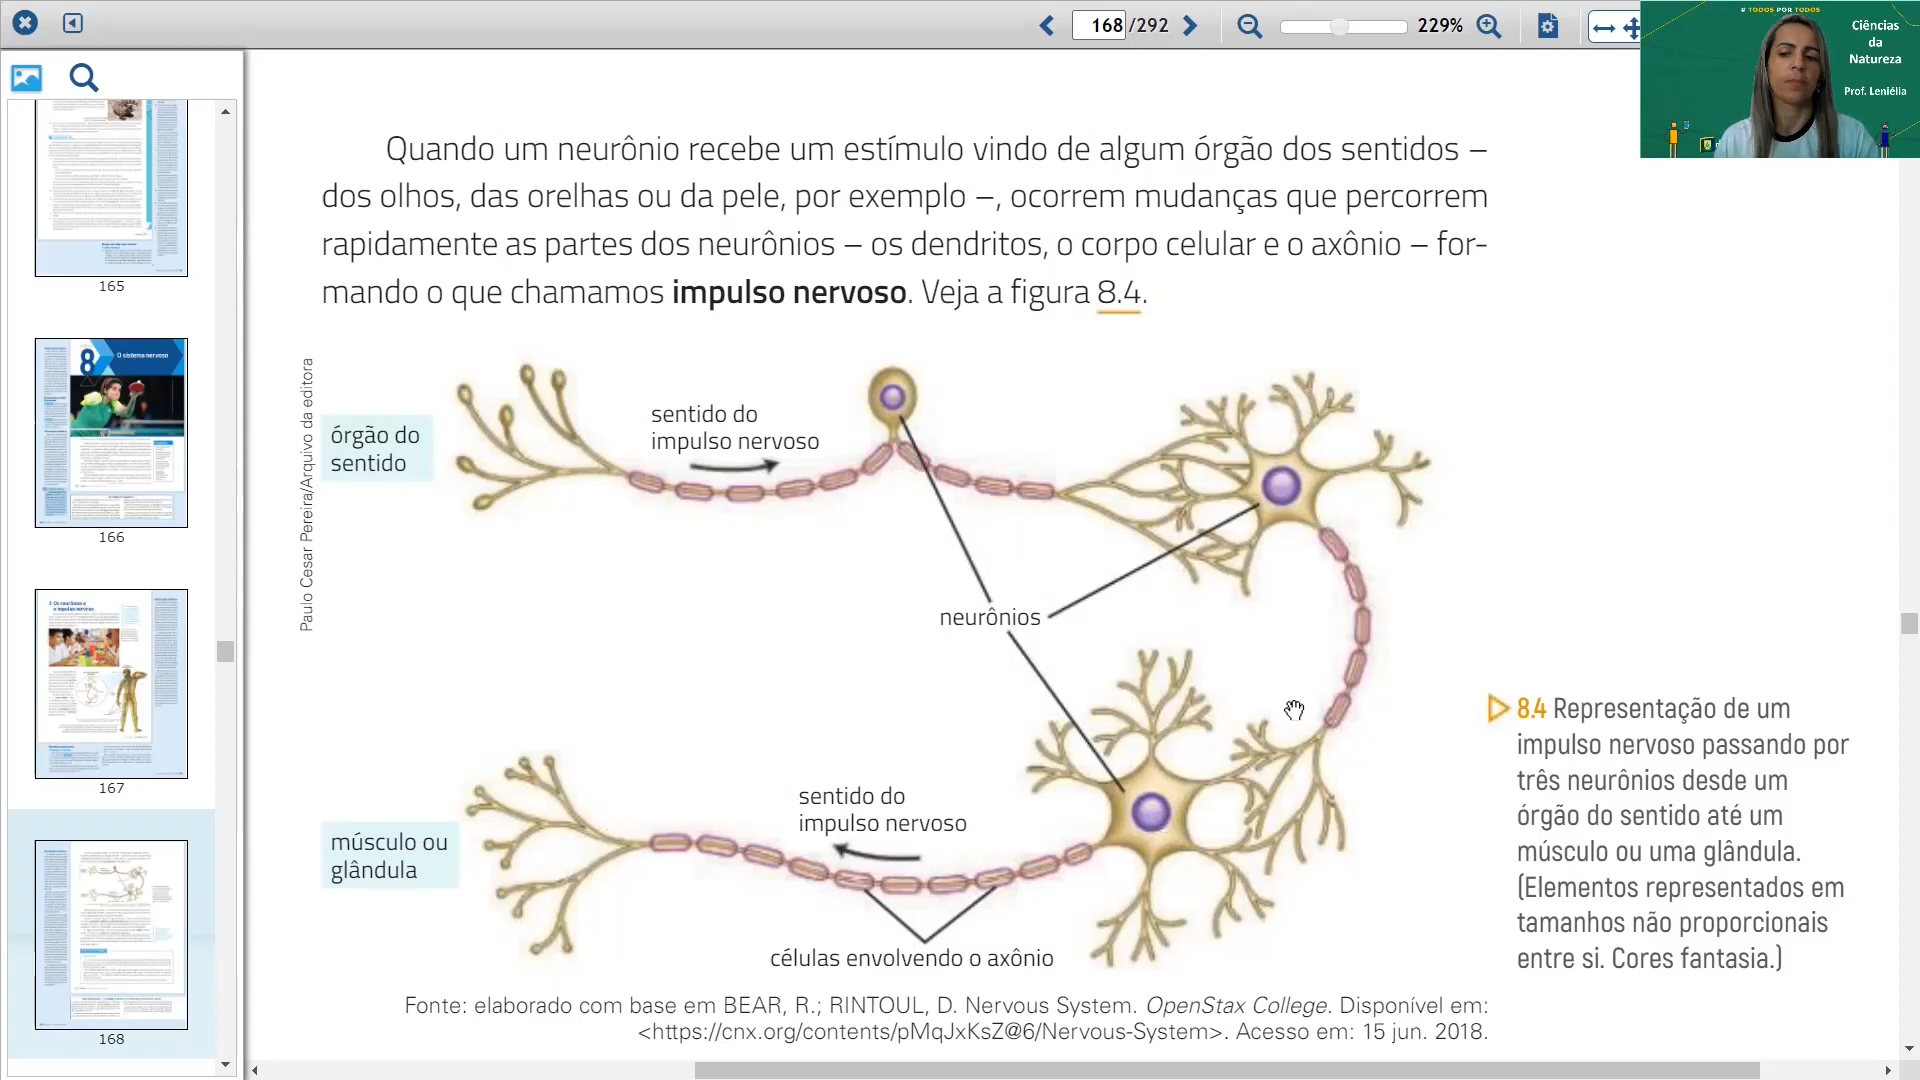 168 /292
229%
# TODOS POR TODOS
Ciências
da
Natureza
Prof. Leniélia
165
8 O sistema nervoso
166
167
168
Quando um neurônio recebe um estímulo vindo de algum órgão dos sentidos –
dos olhos, das orelhas ou da pele, por exemplo –, ocorrem mudanças que percorrem
rapidamente as partes dos neurônios – os dendritos, o corpo celular e o axônio – for-
mando o que chamamos impulso nervoso. Veja a figura 8.4.
Paulo Cesar Pereira/Arquivo da editora
órgão do
sentido
sentido do
impulso nervoso
neurônios
sentido do
impulso nervoso
músculo ou
glândula
células envolvendo o axônio
8.4 Representação de um
impulso nervoso passando por
três neurônios desde um
órgão do sentido até um
músculo ou uma glândula.
(Elementos representados em
tamanhos não proporcionais
entre si. Cores fantasia.)
Fonte: elaborado com base em BEAR, R.; RINTOUL, D. Nervous System. OpenStax College. Disponível em:
<https://cnx.org/contents/pMqJxKsZ@6/Nervous-System>. Acesso em: 15 jun. 2018.